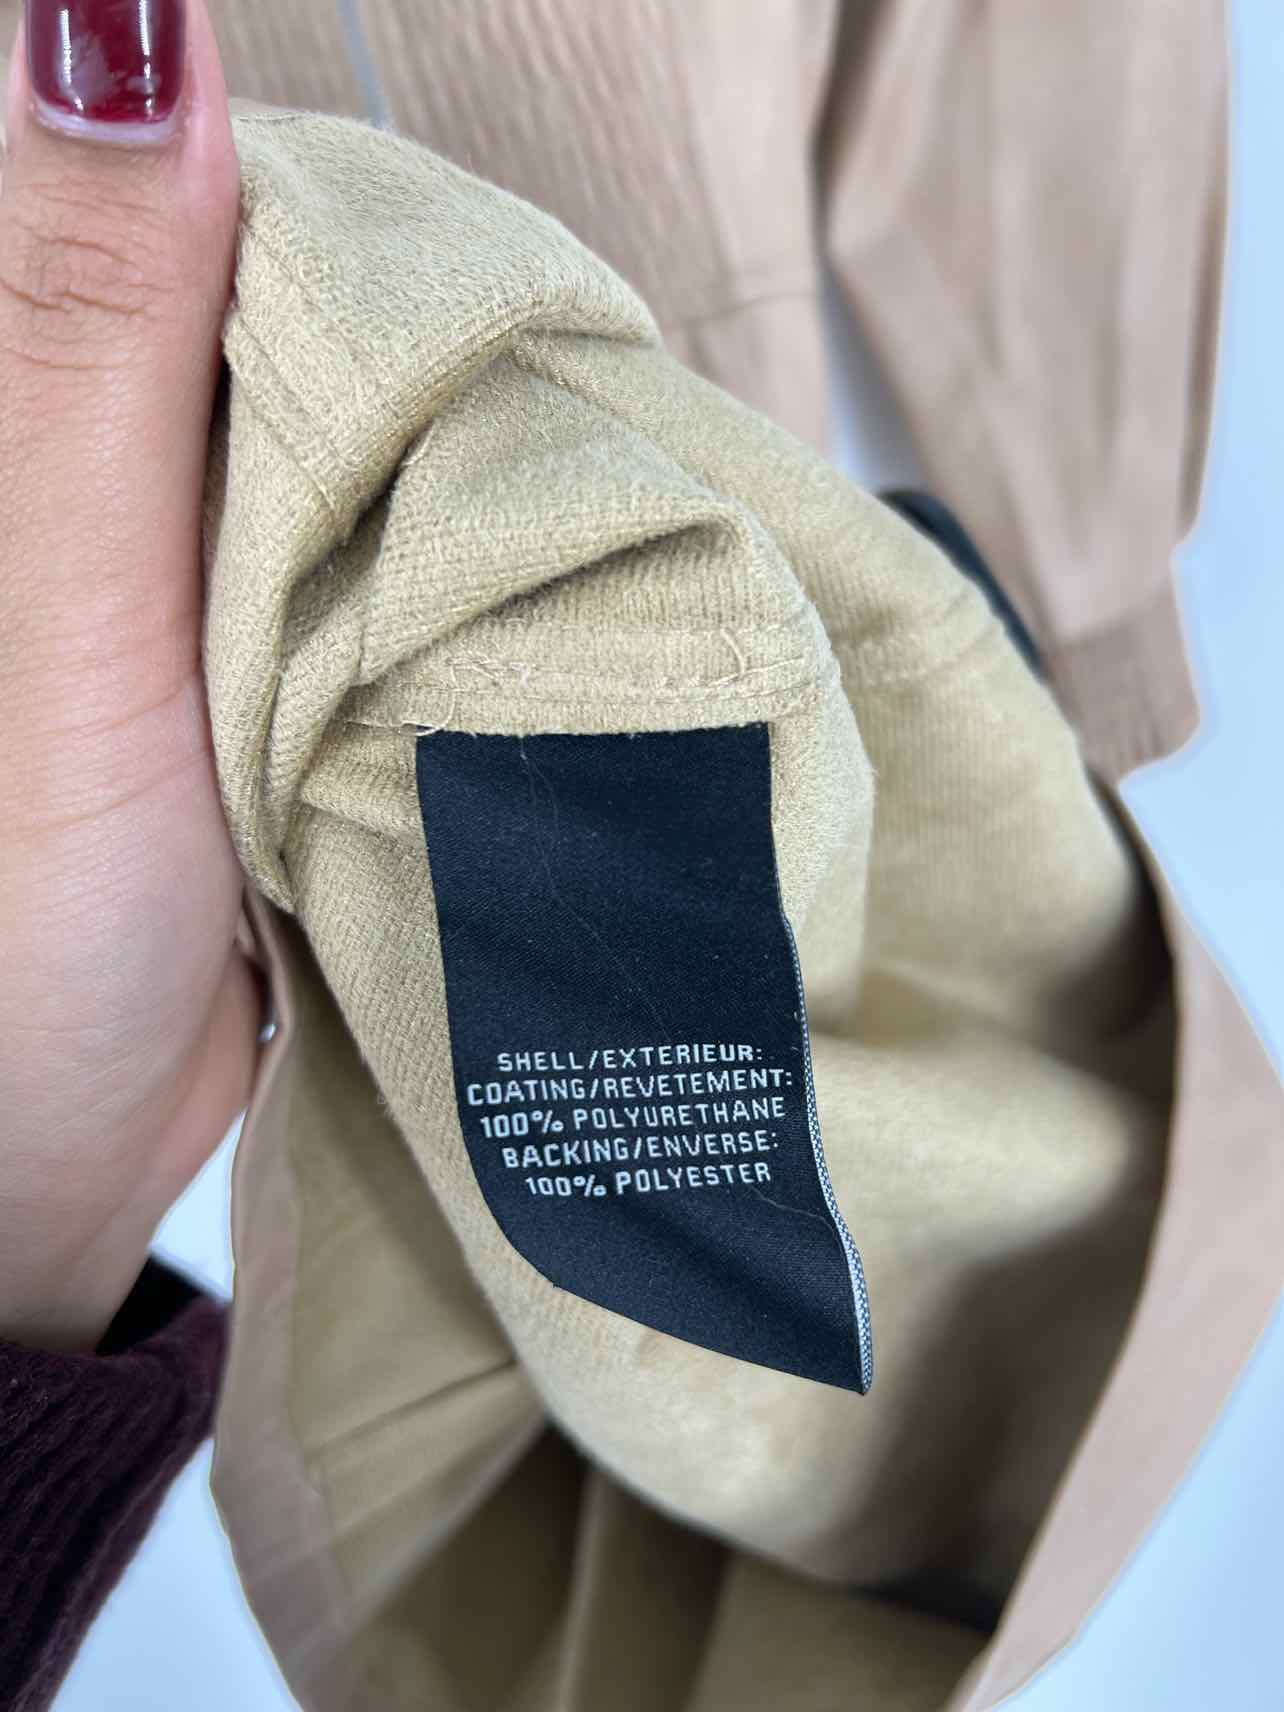 SHELL/EXTERIEUR:
COATING/REVETEMENT:
100% POLYURETHANE
BACKING/ENVERSE:
100% POLYESTER